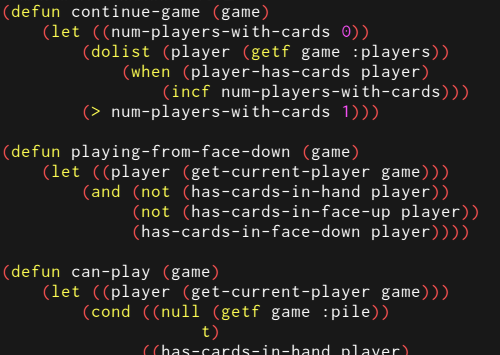 (defun continue-game (game)
    (let ((num-players-with-cards 0))
        (dolist (player (getf game :players))
            (when (player-has-cards player)
                (incf num-players-with-cards)))
        (> num-players-with-cards 1)))

(defun playing-from-face-down (game)
    (let ((player (get-current-player game)))
        (and (not (has-cards-in-hand player))
             (not (has-cards-in-face-up player))
             (has-cards-in-face-down player))))

(defun can-play (game)
    (let ((player (get-current-player game)))
        (cond ((null (getf game :pile))
                    t)
              ((has-cards-in-hand player)